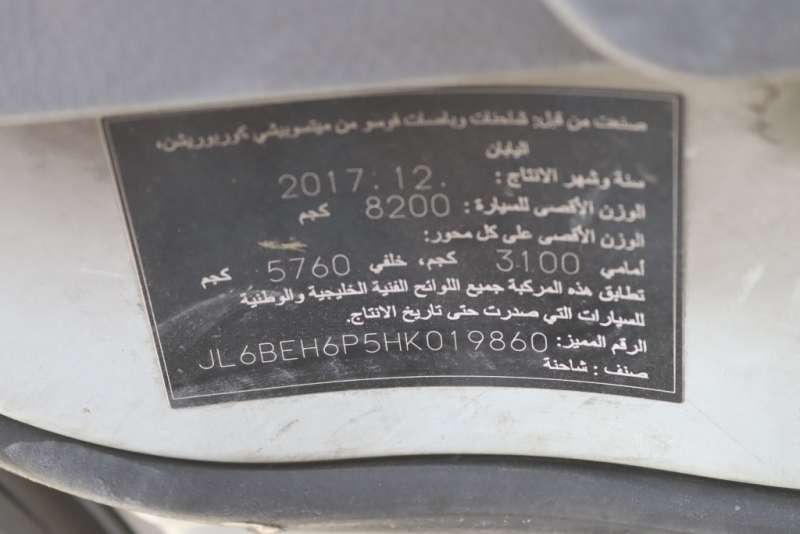 صنعت من قبل: شاحنات وباصات فوسو من ميتسوبيشي كوربوريشن،
اليابان
سنة وشهر الانتاج : 2017.12.
الوزن الأقصى للسيارة : 8200 كجم
الوزن الأقصى على كل محور:
أمامي 3100 كجم، خلفي 5760 كجم
تطابق هذه المركبة جميع اللوائح الفنية الخليجية والوطنية
للسيارات التي صدرت حتى تاريخ الانتاج.
الرقم المميز: JL6BEH6P5HK019860
صنف : شاحنة